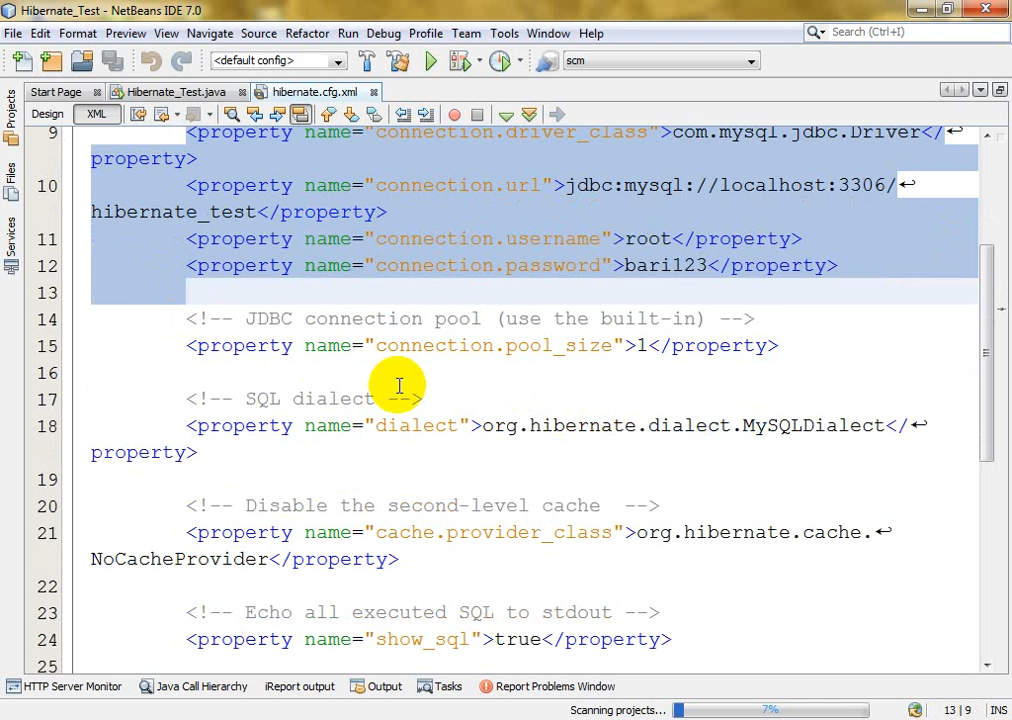 Hibernate_Test - NetBeans IDE 7.0
File Edit Format Preview View Navigate Source Refactor Run Debug Profile Team Tools Window Help
Search (Ctrl+I)
<default config>
scm
Start Page
Hibernate_Test.java
hibernate.cfg.xml
Design
XML
Projects
Files
Services
9 <property name="connection.driver_class">com.mysql.jdbc.Driver</
property>
10 <property name="connection.url">jdbc:mysql://localhost:3306/
hibernate_test</property>
11 <property name="connection.username">root</property>
12 <property name="connection.password">bari123</property>
13
14 <!-- JDBC connection pool (use the built-in) -->
15 <property name="connection.pool_size">1</property>
16
17 <!-- SQL dialect -->
18 <property name="dialect">org.hibernate.dialect.MySQLDialect</
property>
19
20 <!-- Disable the second-level cache  -->
21 <property name="cache.provider_class">org.hibernate.cache.
NoCacheProvider</property>
22
23 <!-- Echo all executed SQL to stdout -->
24 <property name="show_sql">true</property>
25
HTTP Server Monitor
Java Call Hierarchy
iReport output
Output
Tasks
Report Problems Window
Scanning projects...
7%
13 | 9
INS